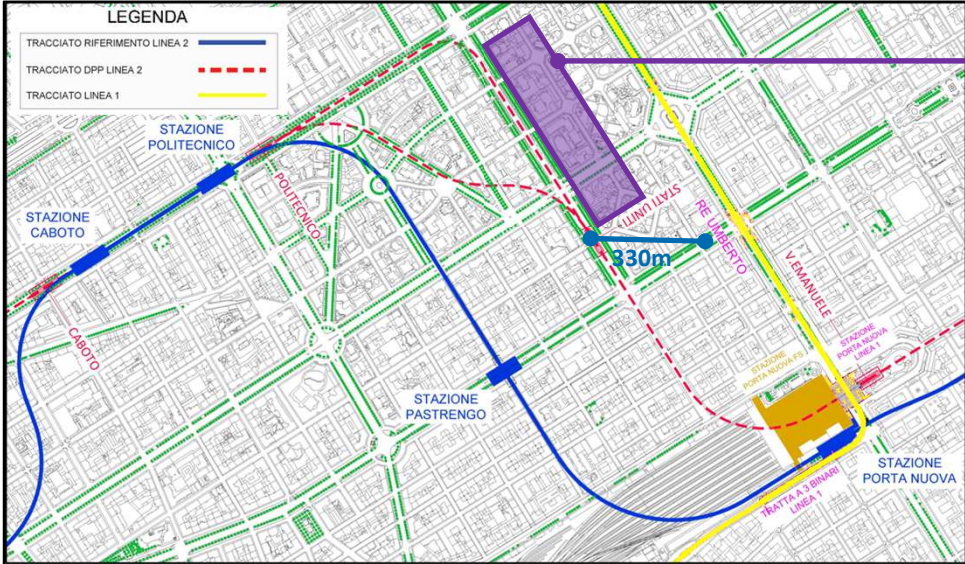 LEGENDA
TRACCIATO RIFERIMENTO LINEA 2
TRACCIATO DPP LINEA 2
TRACCIATO LINEA 1
STAZIONE
POLITECNICO
STAZIONE
CABOTO
POLITECNICO
CABOTO
STATI UNITI
RE UMBERTO
330m
V.EMANUELE
STAZIONE
PORTA NUOVA
LINEA 1
STAZIONE
PORTA NUOVA FS
STAZIONE
PASTRENGO
STAZIONE
PORTA NUOVA
TRATTA A 3 BINARI
LINEA 1